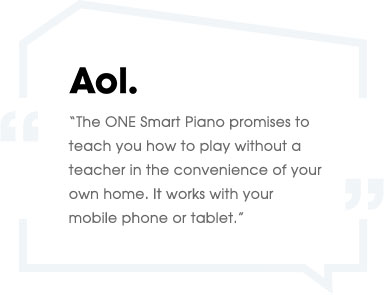 Aol.
“The ONE Smart Piano promises to
teach you how to play without a
teacher in the convenience of your
own home. It works with your
mobile phone or tablet.”